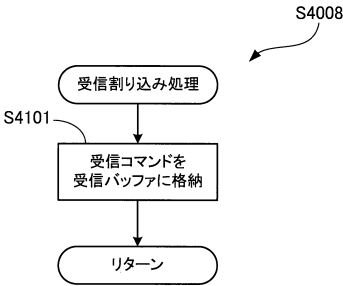 S4008
受信割り込み処理
S4101
受信コマンドを
受信バッファに格納
リターン